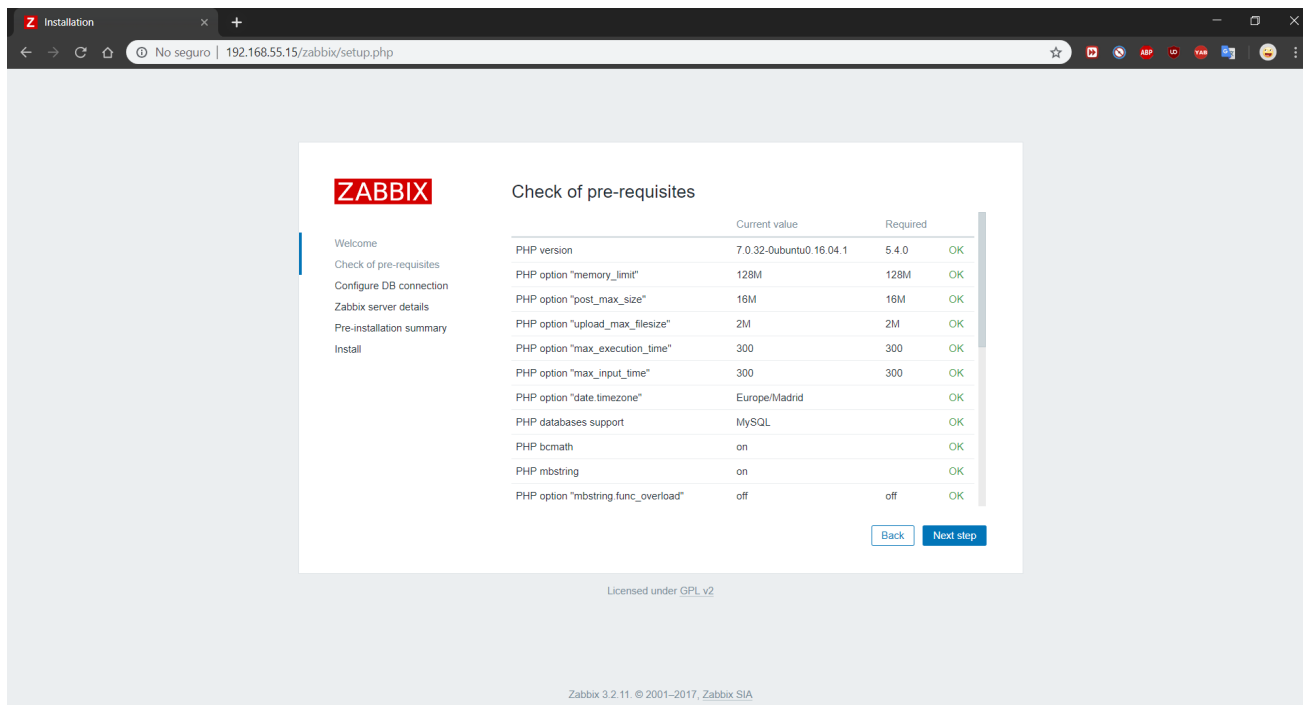 Z Installation
No seguro | 192.168.55.15/zabbix/setup.php
ABP UO YAB G
ZABBIX
Check of pre-requisites
Current value Required
Welcome
Check of pre-requisites
Configure DB connection
Zabbix server details
Pre-installation summary
Install
PHP version 7.0.32-0ubuntu0.16.04.1 5.4.0 OK
PHP option "memory_limit" 128M 128M OK
PHP option "post_max_size" 16M 16M OK
PHP option "upload_max_filesize" 2M 2M OK
PHP option "max_execution_time" 300 300 OK
PHP option "max_input_time" 300 300 OK
PHP option "date.timezone" Europe/Madrid OK
PHP databases support MySQL OK
PHP bcmath on OK
PHP mbstring on OK
PHP option "mbstring.func_overload" off off OK
Back Next step
Licensed under GPL v2
Zabbix 3.2.11. © 2001–2017, Zabbix SIA